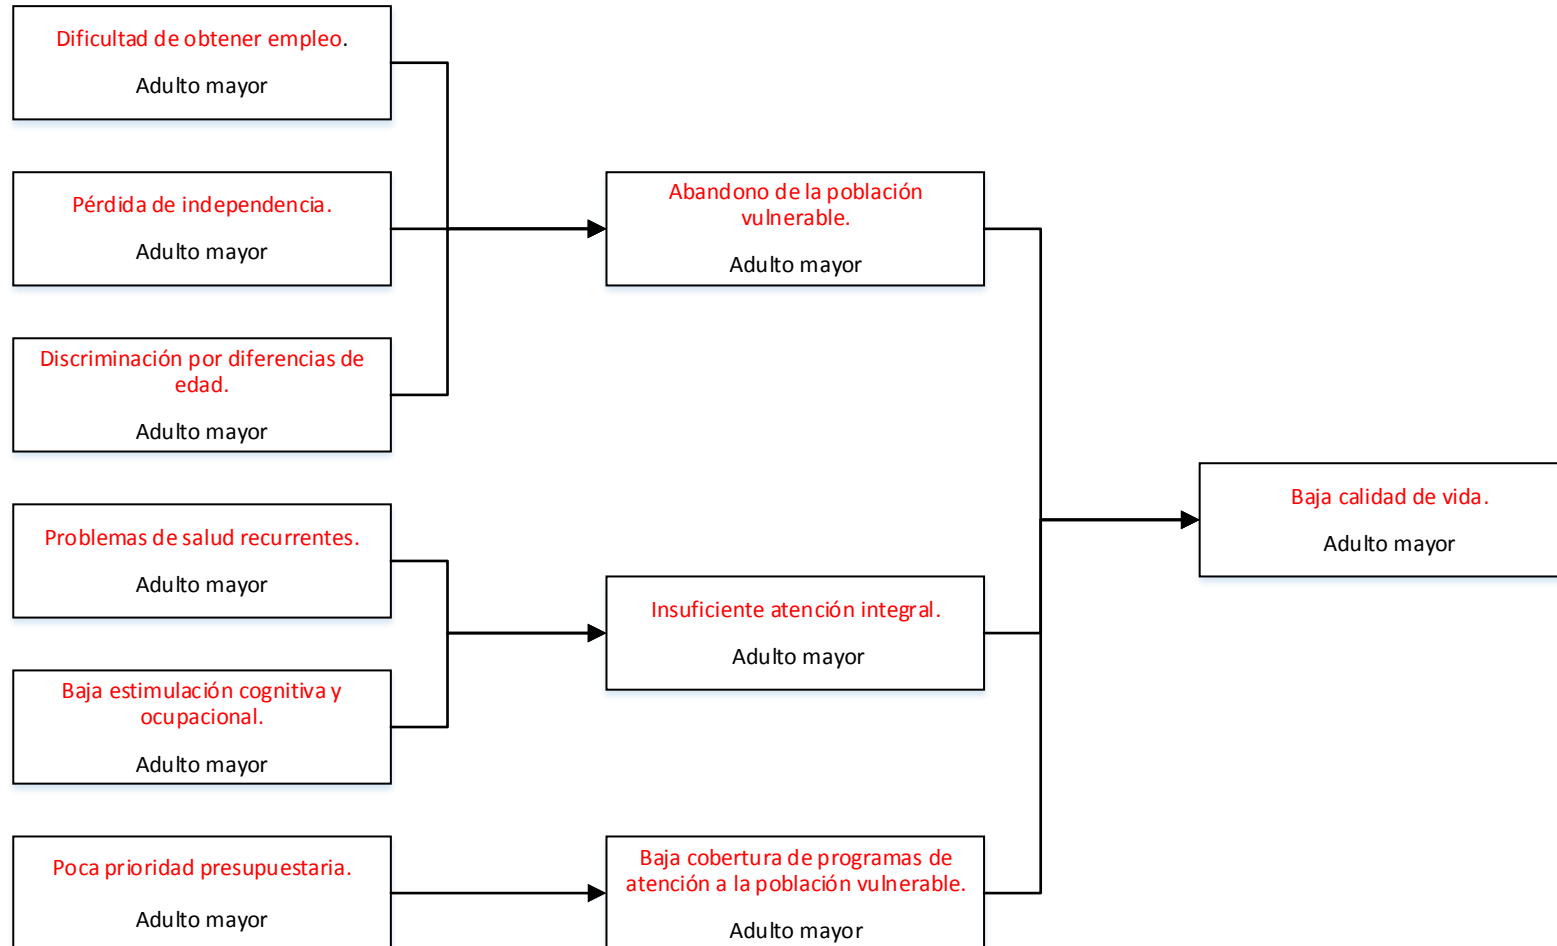 Dificultad de obtener empleo.
Adulto mayor
Pérdida de independencia.
Adulto mayor
Discriminación por diferencias de
edad.
Adulto mayor
Problemas de salud recurrentes.
Adulto mayor
Baja estimulación cognitiva y
ocupacional.
Adulto mayor
Poca prioridad presupuestaria.
Adulto mayor
Abandono de la población
vulnerable.
Adulto mayor
Insuficiente atención integral.
Adulto mayor
Baja cobertura de programas de
atención a la población vulnerable.
Adulto mayor
Baja calidad de vida.
Adulto mayor